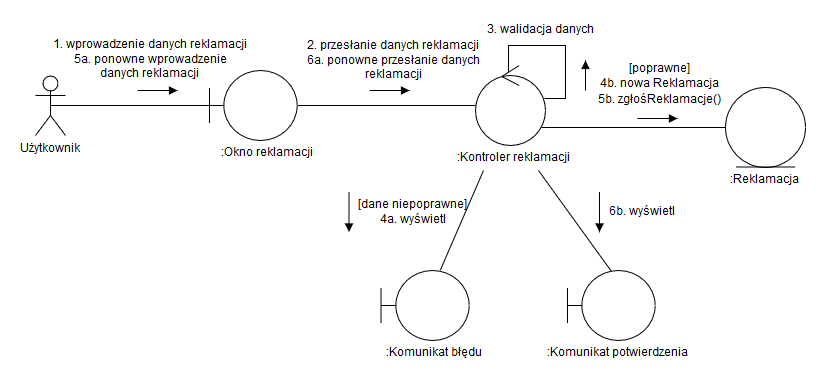 1. wprowadzenie danych reklamacji
5a. ponowne wprowadzenie
danych reklamacji
Użytkownik
:Okno reklamacji
2. przesłanie danych reklamacji
6a. ponowne przesłanie danych
reklamacji
3. walidacja danych
:Kontroler reklamacji
[poprawne]
4b. nowa Reklamacja
5b. zgłośReklamacje()
:Reklamacja
[dane niepoprawne]
4a. wyświetl
:Komunikat błędu
6b. wyświetl
:Komunikat potwierdzenia